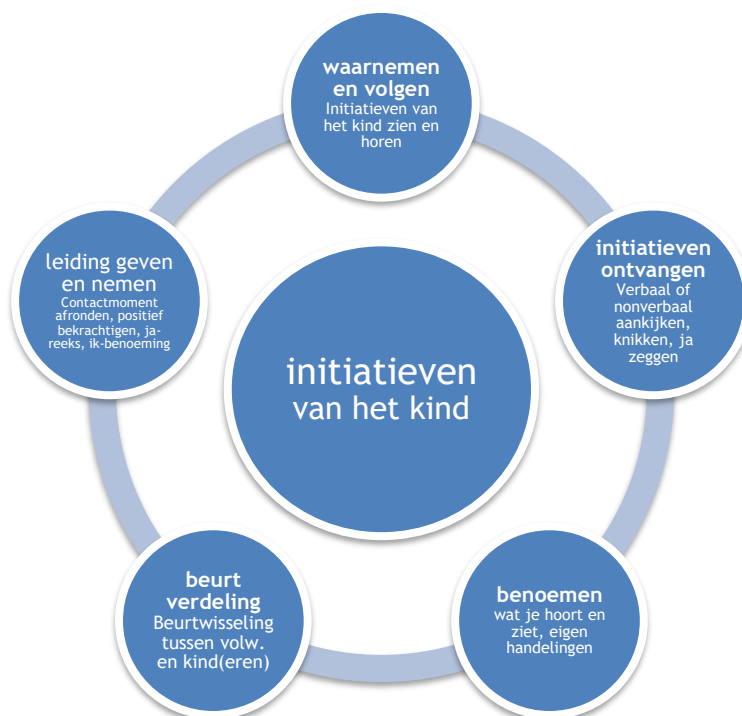 waarnemen
en volgen
Initiatieven van
het kind zien en
horen
initiatieven
ontvangen
Verbaal of
nonverbaal
aankijken,
knikken, ja
zeggen
benoemen
wat je hoort en
ziet, eigen
handelingen
beurt
verdeling
Beurtwisseling
tussen volw.
en kind(eren)
leiding geven
en nemen
Contactmoment
afronden, positief
bekrachtigen, ja-
reeks, ik-benoeming
initiatieven
van het kind